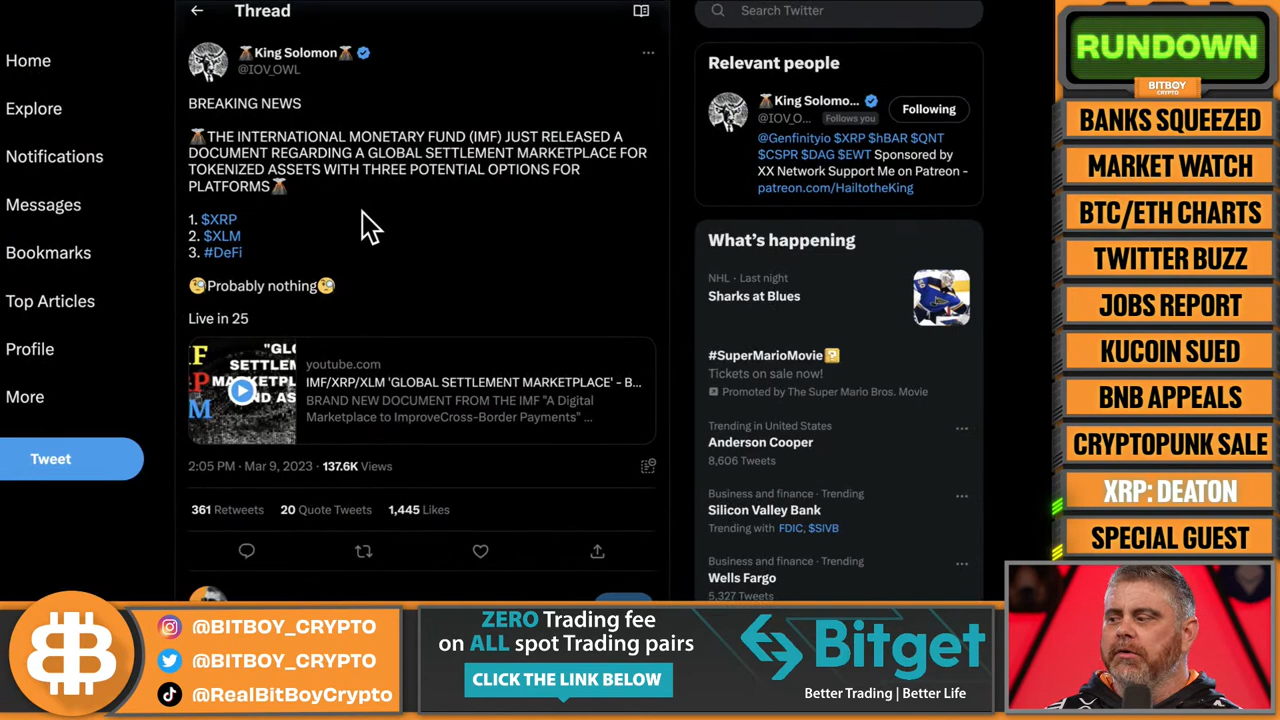 Thread
King Solomon
@IOV_OWL
BREAKING NEWS
THE INTERNATIONAL MONETARY FUND (IMF) JUST RELEASED A
DOCUMENT REGARDING A GLOBAL SETTLEMENT MARKETPLACE FOR
TOKENIZED ASSETS WITH THREE POTENTIAL OPTIONS FOR
PLATFORMS
1. $XRP
2. $XLM
3. #DeFi
Probably nothing
Live in 25
youtube.com
IMF/XRP/XLM 'GLOBAL SETTLEMENT MARKETPLACE' - B...
BRAND NEW DOCUMENT FROM THE IMF "A Digital
Marketplace to ImproveCross-Border Payments" ...
2:05 PM · Mar 9, 2023 · 137.6K Views
361 Retweets 20 Quote Tweets 1,445 Likes
Home
Explore
Notifications
Messages
Bookmarks
Top Articles
Profile
More
Tweet
Search Twitter
Relevant people
King Solomo...
@IOV_O... Follows you
Following
@Genfinityio $XRP $hBAR $QNT
$CSPR $DAG $EWT Sponsored by
XX Network Support Me on Patreon -
patreon.com/HailtotheKing
What's happening
NHL · Last night
Sharks at Blues
#SuperMarioMovie
Tickets on sale now!
Promoted by The Super Mario Bros. Movie
Trending in United States
Anderson Cooper
8,606 Tweets
Business and finance · Trending
Silicon Valley Bank
Trending with FDIC, $SIVB
Business and finance · Trending
Wells Fargo
5,327 Tweets
RUNDOWN
BITBOY
CRYPTO
BANKS SQUEEZED
MARKET WATCH
BTC/ETH CHARTS
TWITTER BUZZ
JOBS REPORT
KUCOIN SUED
BNB APPEALS
CRYPTOPUNK SALE
XRP: DEATON
SPECIAL GUEST
@BITBOY_CRYPTO
@BITBOY_CRYPTO
@RealBitBoyCrypto
ZERO Trading fee
on ALL spot Trading pairs
CLICK THE LINK BELOW
Bitget
Better Trading | Better Life